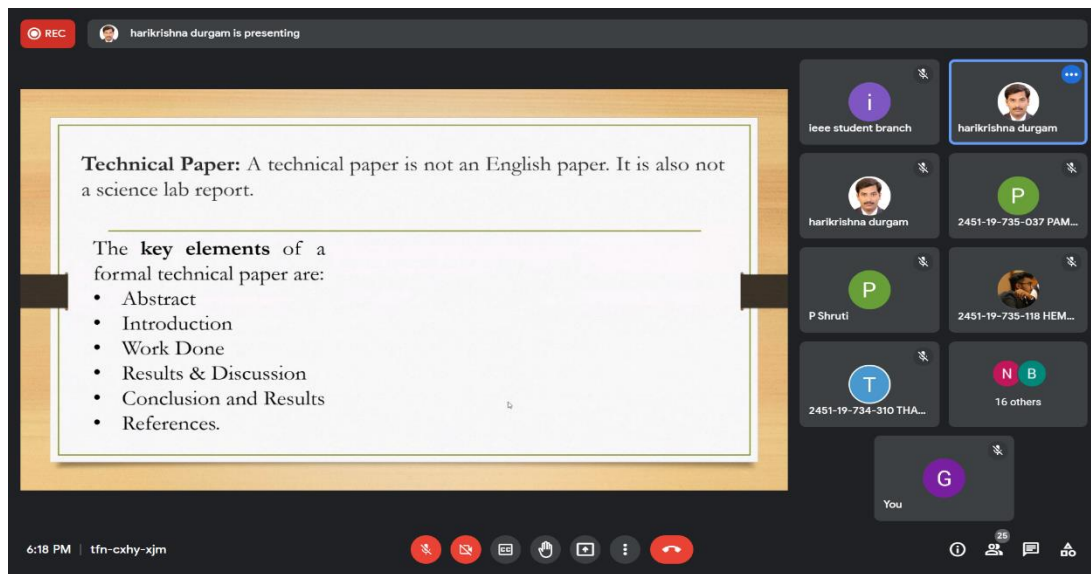 REC
harikrishna durgam is presenting
Technical Paper: A technical paper is not an English paper. It is also not
a science lab report.
The key elements of a
formal technical paper are:
• Abstract
• Introduction
• Work Done
• Results & Discussion
• Conclusion and Results
• References.
i
ieee student branch
harikrishna durgam
harikrishna durgam
P
2451-19-735-037 PAM...
P
P Shruti
2451-19-735-118 HEM...
T
2451-19-734-310 THA...
N B
16 others
G
You
6:18 PM | tfn-cxhy-xjm
CC
25